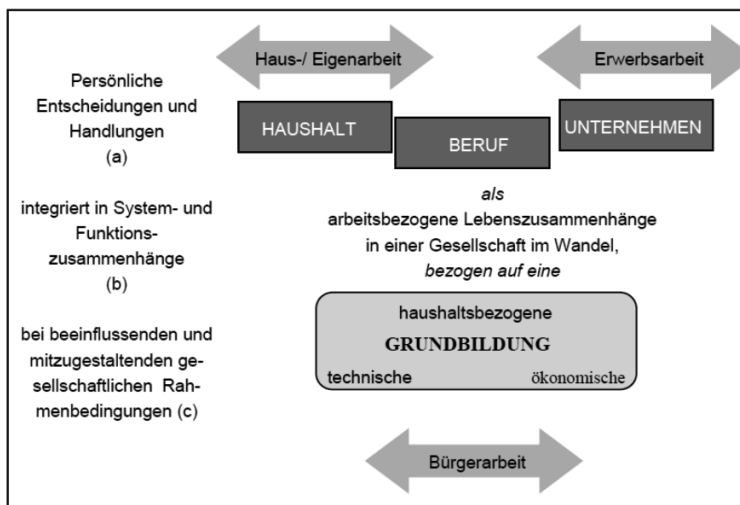 Haus-/ Eigenarbeit
Erwerbsarbeit
Persönliche
Entscheidungen und
Handlungen
(a)
HAUSHALT
BERUF
UNTERNEHMEN
integriert in System- und
Funktions-
zusammenhänge
(b)
als
arbeitsbezogene Lebenszusammenhänge
in einer Gesellschaft im Wandel,
bezogen auf eine
bei beeinflussenden und
mitzugestaltenden ge-
sellschaftlichen Rah-
menbedingungen (c)
haushaltsbezogene
GRUNDBILDUNG
technische
ökonomische
Bürgerarbeit